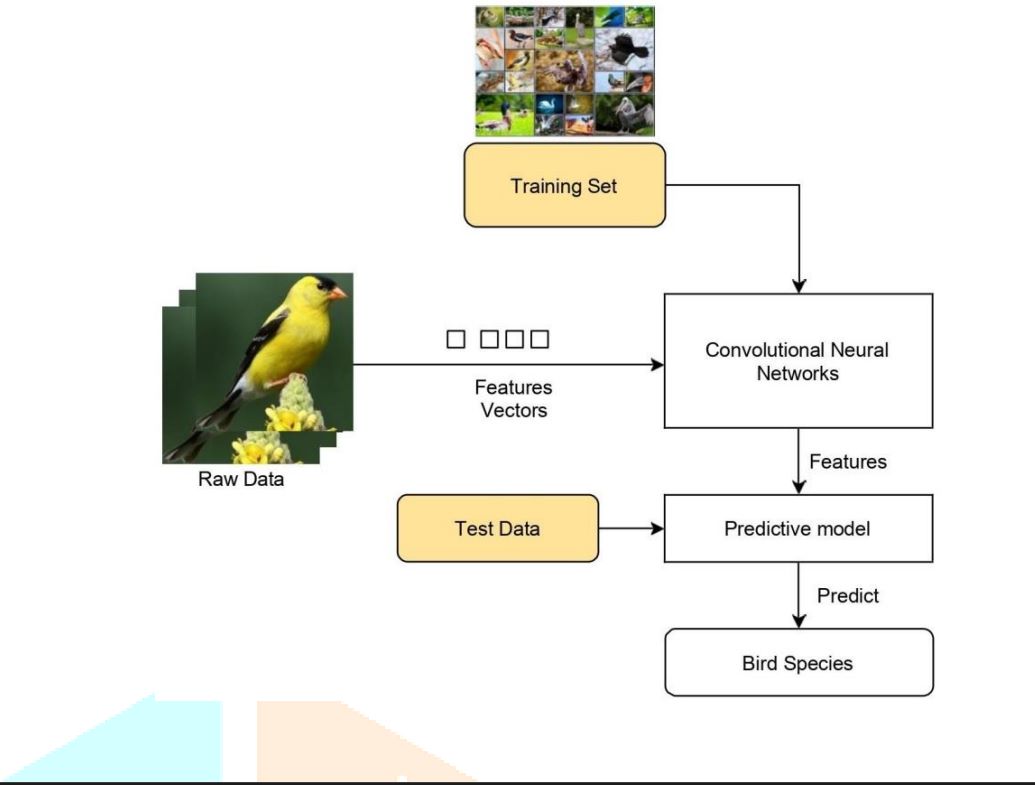 Training Set
Convolutional Neural
Networks
Features
Vectors
Raw Data
Features
Test Data
Predictive model
Predict
Bird Species